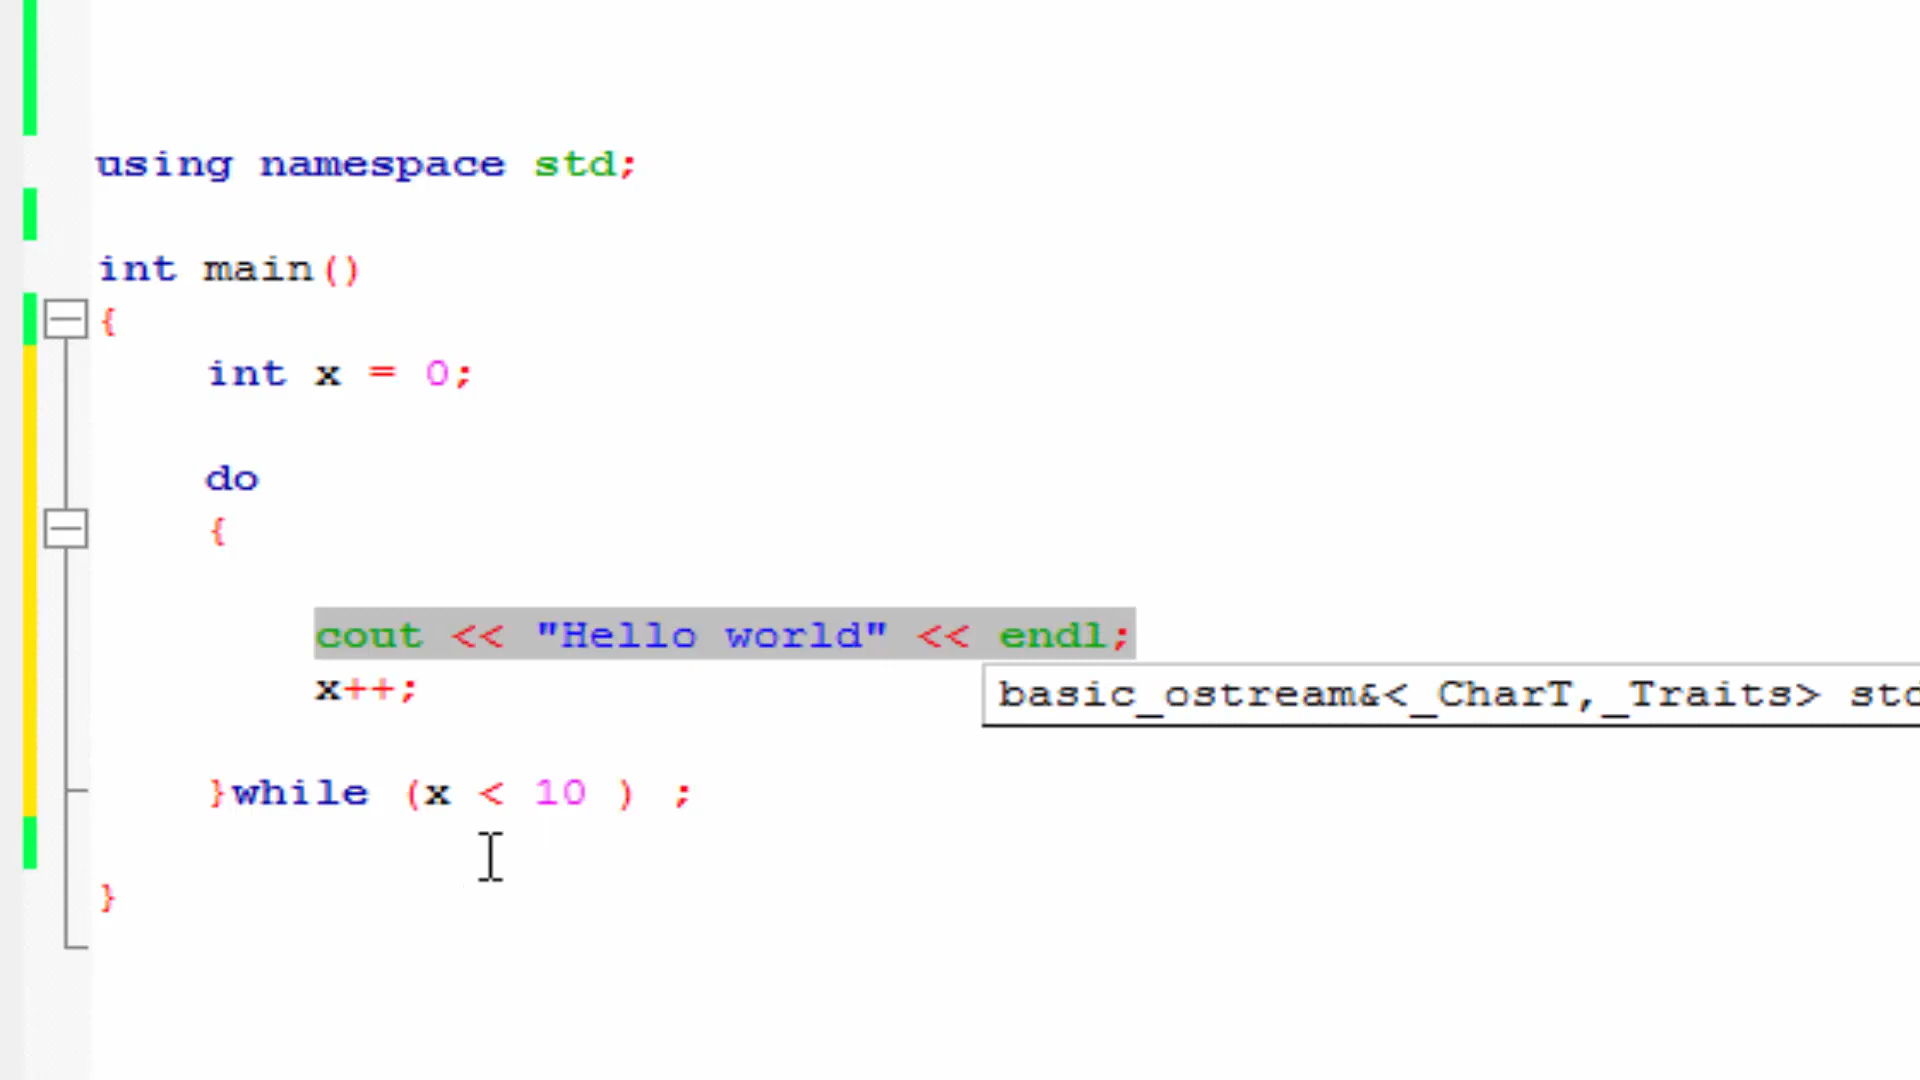 using namespace std;
int main()
{
int x = 0;
do
{
cout << "Hello world" << endl;
x++;
basic_ostream&<_CharT,_Traits> std
}while (x < 10 ) ;
}